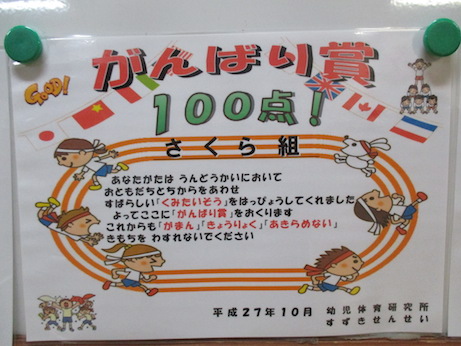 GOOD!
がんばり賞
100点!
さくら組
あなたがたは うんどうかいにおいて
おともだちとちからをあわせ
すばらしい「くみたいそう」をはっぴょうしてくれました
よってここに「がんばり賞」をおくります
これからも「がまん」「きょうりょく」「あきらめない」
きもちを わすれないでください
平成27年10月 幼児体育研究所
すずきせんせい